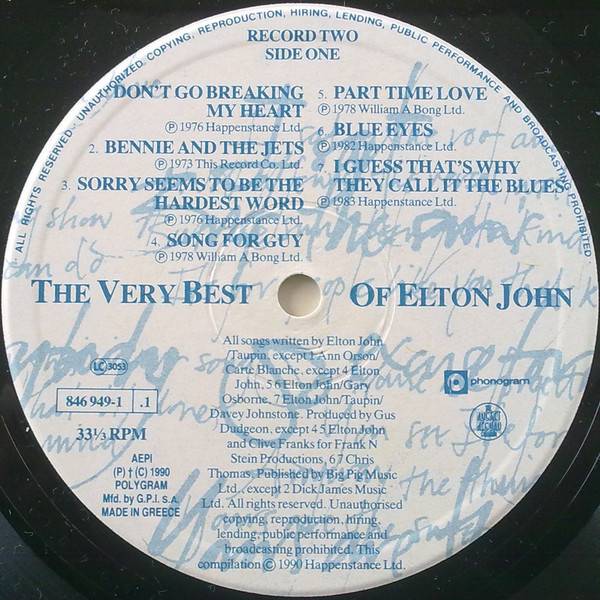 ALL RIGHTS RESERVED - UNAUTHORIZED COPYING, REPRODUCTION, HIRING, LENDING, PUBLIC PERFORMANCE AND BROADCASTING PROHIBITED
RECORD TWO
SIDE ONE
DON'T GO BREAKING
MY HEART
Ⓟ 1976 Happenstance Ltd.
2. BENNIE AND THE JETS
Ⓟ 1973 This Record Co. Ltd.
3. SORRY SEEMS TO BE THE
HARDEST WORD
Ⓟ 1976 Happenstance Ltd.
4. SONG FOR GUY
Ⓟ 1978 William A Bong Ltd.
5. PART TIME LOVE
Ⓟ 1978 William A Bong Ltd.
6. BLUE EYES
Ⓟ 1982 Happenstance Ltd.
7. I GUESS THAT'S WHY
THEY CALL IT THE BLUES
Ⓟ 1983 Happenstance Ltd.
THE VERY BEST OF ELTON JOHN
LC 3053
846 949-1 .1
33⅓ RPM
AEPI
(P) † (C) 1990
POLYGRAM
Mfd. by G.P.I. s.A.
MADE IN GREECE
All songs written by Elton John/
Taupin, except 1 Ann Orson/
Carte Blanche, except 4 Elton
John, 5 6 Elton John/Gary
Osborne, 7 Elton John/Taupin/
Davey Johnstone. Produced by Gus
Dudgeon, except 4 5 Elton John
and Clive Franks for Frank N
Stein Productions, 6 7 Chris
Thomas, Published by Big Pig Music
Ltd., except 2 Dick James Music
Ltd. All rights reserved. Unauthorised
copying, reproduction, hiring,
lending, public performance and
broadcasting prohibited. This
compilation © 1990 Happenstance Ltd.
phonogram